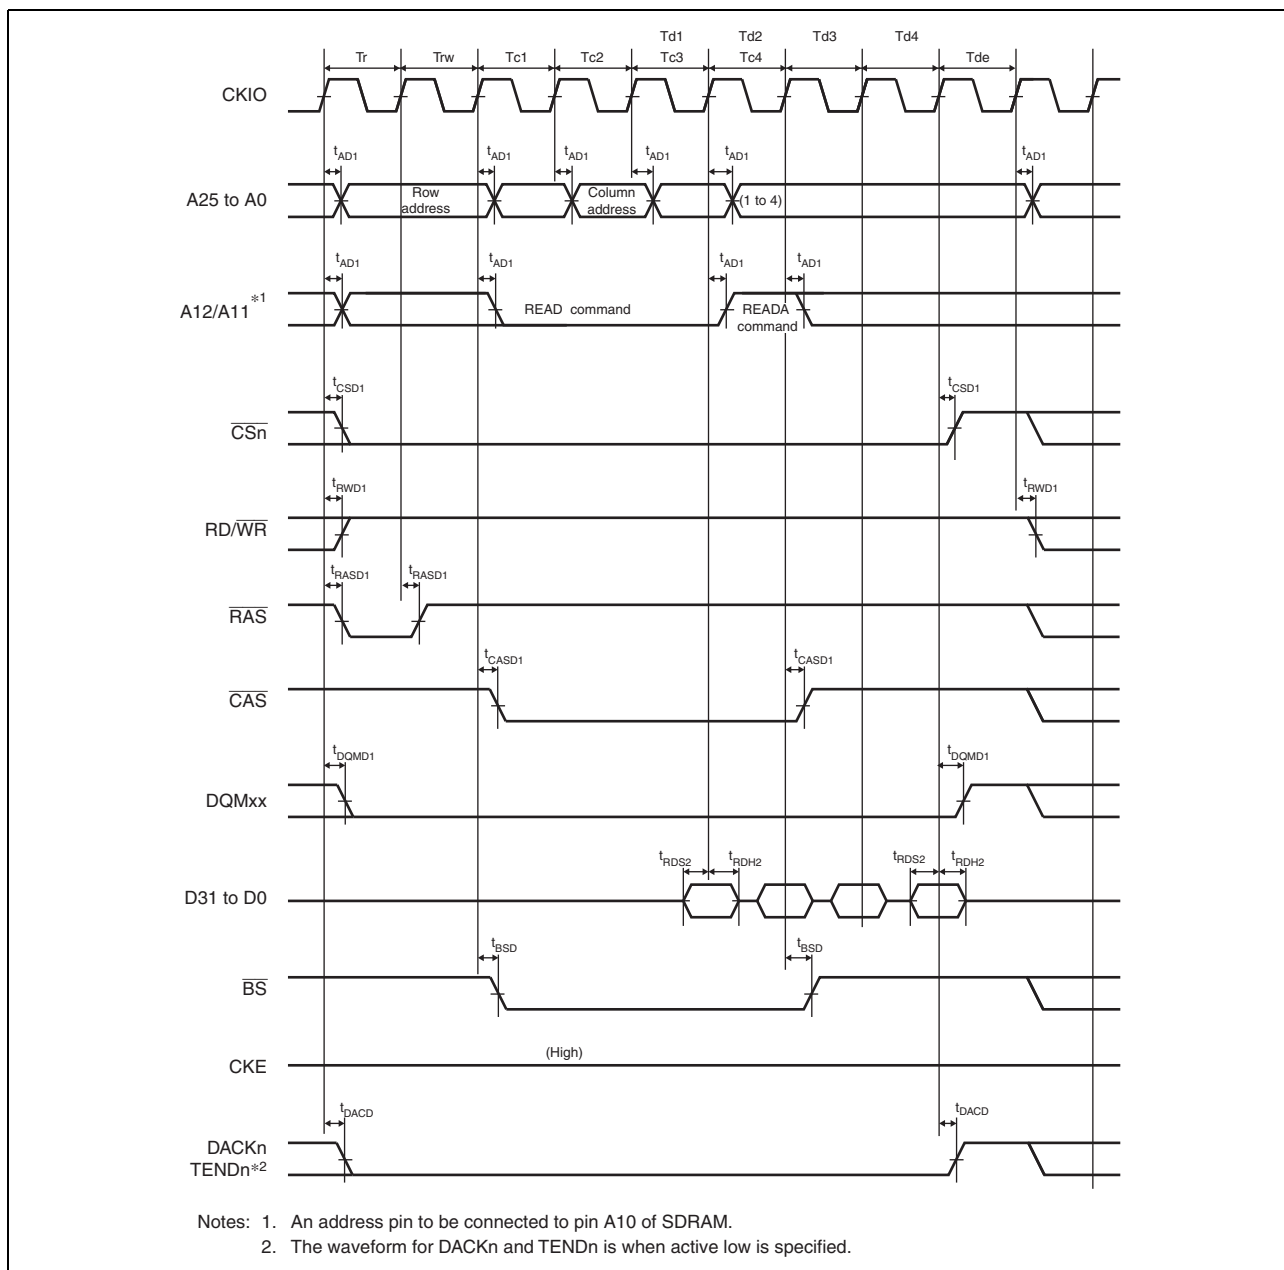 Td1 Td2 Td3 Td4
Tr Trw Tc1 Tc2 Tc3 Tc4 Tde
CKIO
tAD1 tAD1 tAD1 tAD1 tAD1 tAD1
A25 to A0
Row address
Column address
(1 to 4)
tAD1 tAD1 tAD1 tAD1
A12/A11*1
READ command
READA command
tCSD1 tCSD1
CSn
tRWD1 tRWD1
RD/WR
tRASD1 tRASD1
RAS
tCASD1 tCASD1
CAS
tDQMD1 tDQMD1
DQMxx
tRDS2 tRDH2 tRDS2 tRDH2
D31 to D0
tBSD tBSD
BS
(High)
CKE
tDACD tDACD
DACKn
TENDn*2
Notes: 1. An address pin to be connected to pin A10 of SDRAM.
2. The waveform for DACKn and TENDn is when active low is specified.